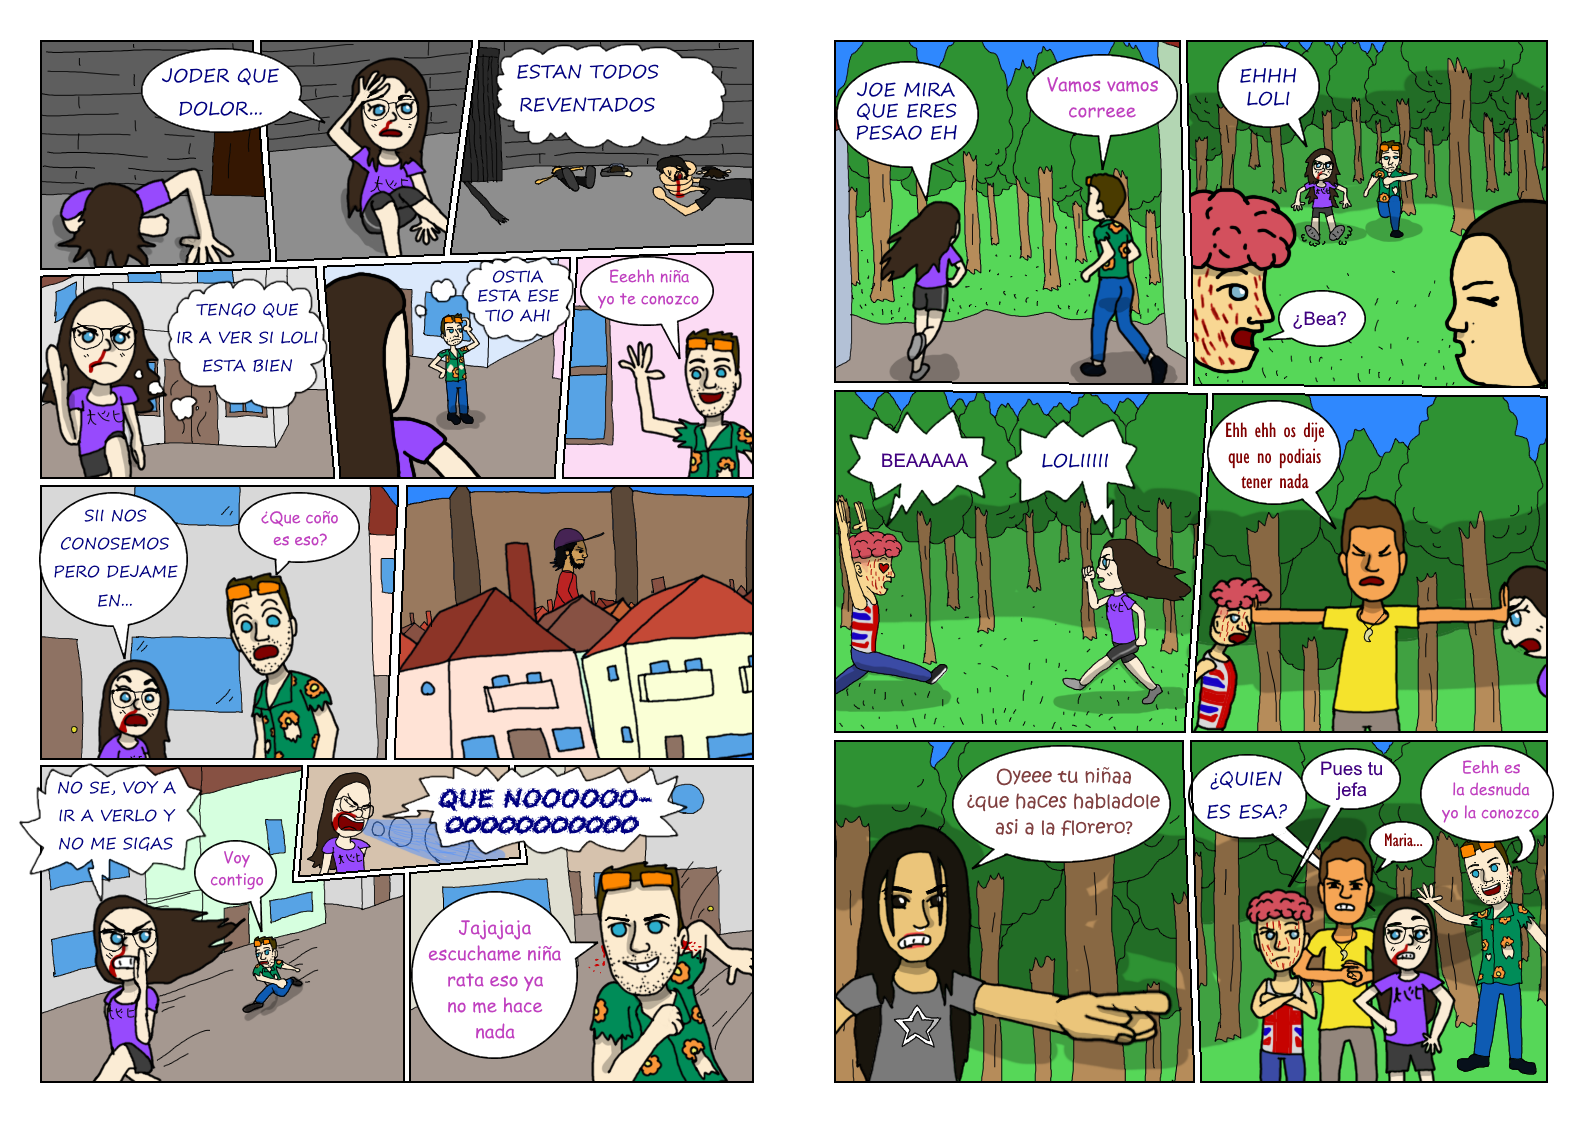 JODER QUE
DOLOR...
ESTAN TODOS
REVENTADOS
TENGO QUE
IR A VER SI LOLI
ESTA BIEN
OSTIA
ESTA ESE
TIO AHI
Eeehh niña
yo te conozco
SII NOS
CONOSEMOS
PERO DEJAME
EN...
¿Que coño
es eso?
NO SE, VOY A
IR A VERLO Y
NO ME SIGAS
Voy
contigo
QUE NOOOOOO-
OOOOOOOOOOO
Jajajaja
escuchame niña
rata eso ya
no me hace
nada
JOE MIRA
QUE ERES
PESAO EH
Vamos vamos
correee
EHHH
LOLI
¿Bea?
BEAAAAA
LOLIIIII
Ehh ehh os dije
que no podiais
tener nada
Oyeee tu niñaa
¿que haces habladole
asi a la florero?
¿QUIEN
ES ESA?
Pues tu
jefa
Maria...
Eehh es
la desnuda
yo la conozco